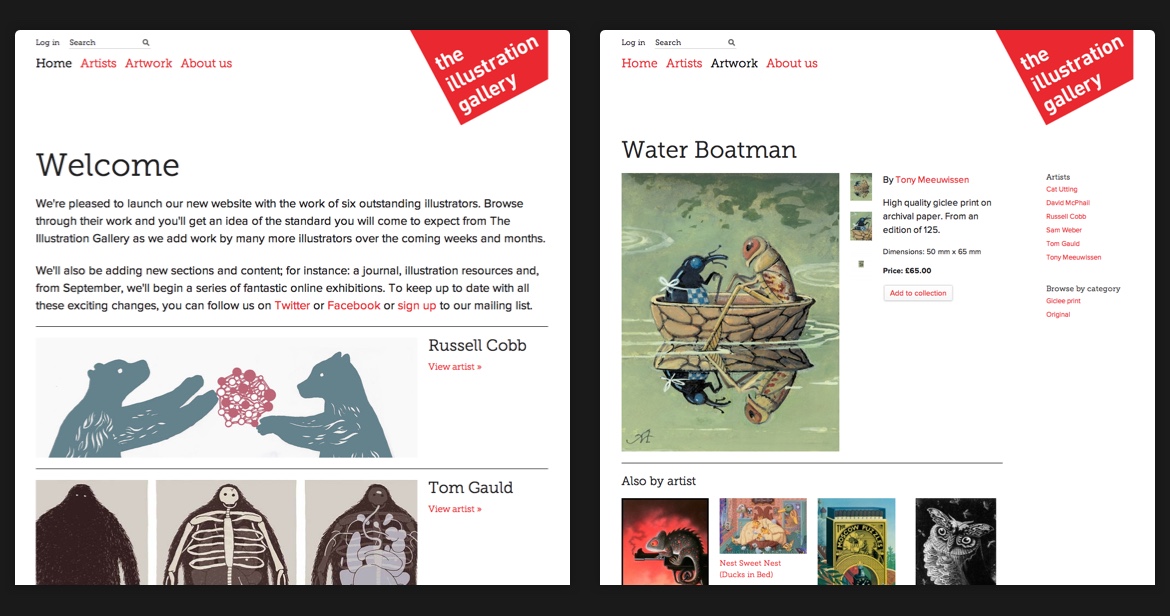 Log in Search
Home Artists Artwork About us
the
illustration
gallery
Welcome
We're pleased to launch our new website with the work of six outstanding illustrators. Browse
through their work and you'll get an idea of the standard you will come to expect from The
Illustration Gallery as we add work by many more illustrators over the coming weeks and months.
We'll also be adding new sections and content; for instance: a journal, illustration resources and,
from September, we'll begin a series of fantastic online exhibitions. To keep up to date with all
these exciting changes, you can follow us on Twitter or Facebook or sign up to our mailing list.
Russell Cobb
View artist »
Tom Gauld
View artist »
Log in Search
Home Artists Artwork About us
the
illustration
gallery
Water Boatman
By Tony Meeuwissen
High quality giclee print on
archival paper. From an
edition of 125.
Dimensions: 50 mm x 65 mm
Price: £65.00
Add to collection
Artists
Cat Utting
David McPhail
Russell Cobb
Sam Weber
Tom Gauld
Tony Meeuwissen
Browse by category
Giclee print
Original
Also by artist
Nest Sweet Nest
(Ducks in Bed)
MOSCOW PUZZLES